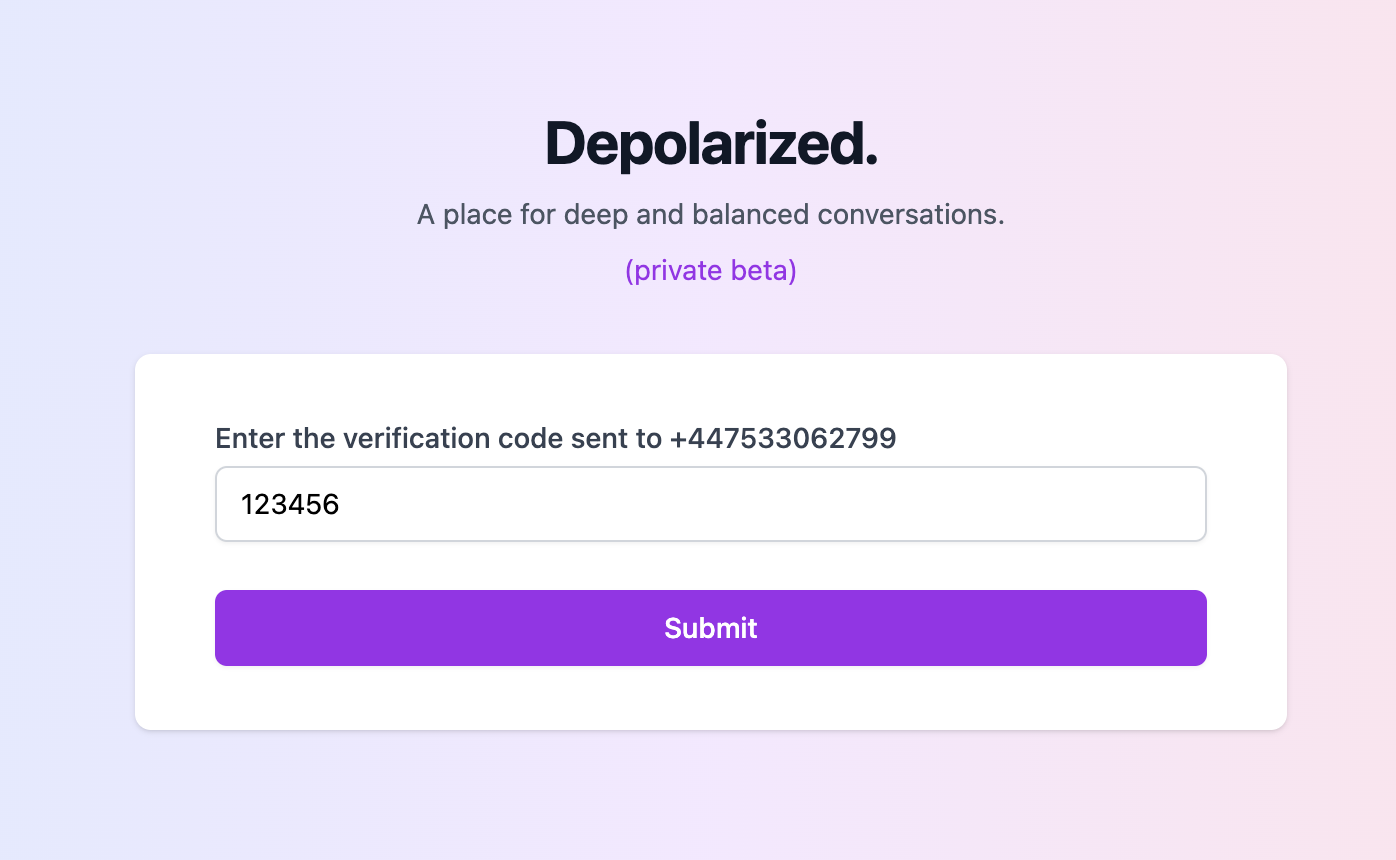 Depolarized.
A place for deep and balanced conversations.
(private beta)
Enter the verification code sent to +447533062799
123456
Submit